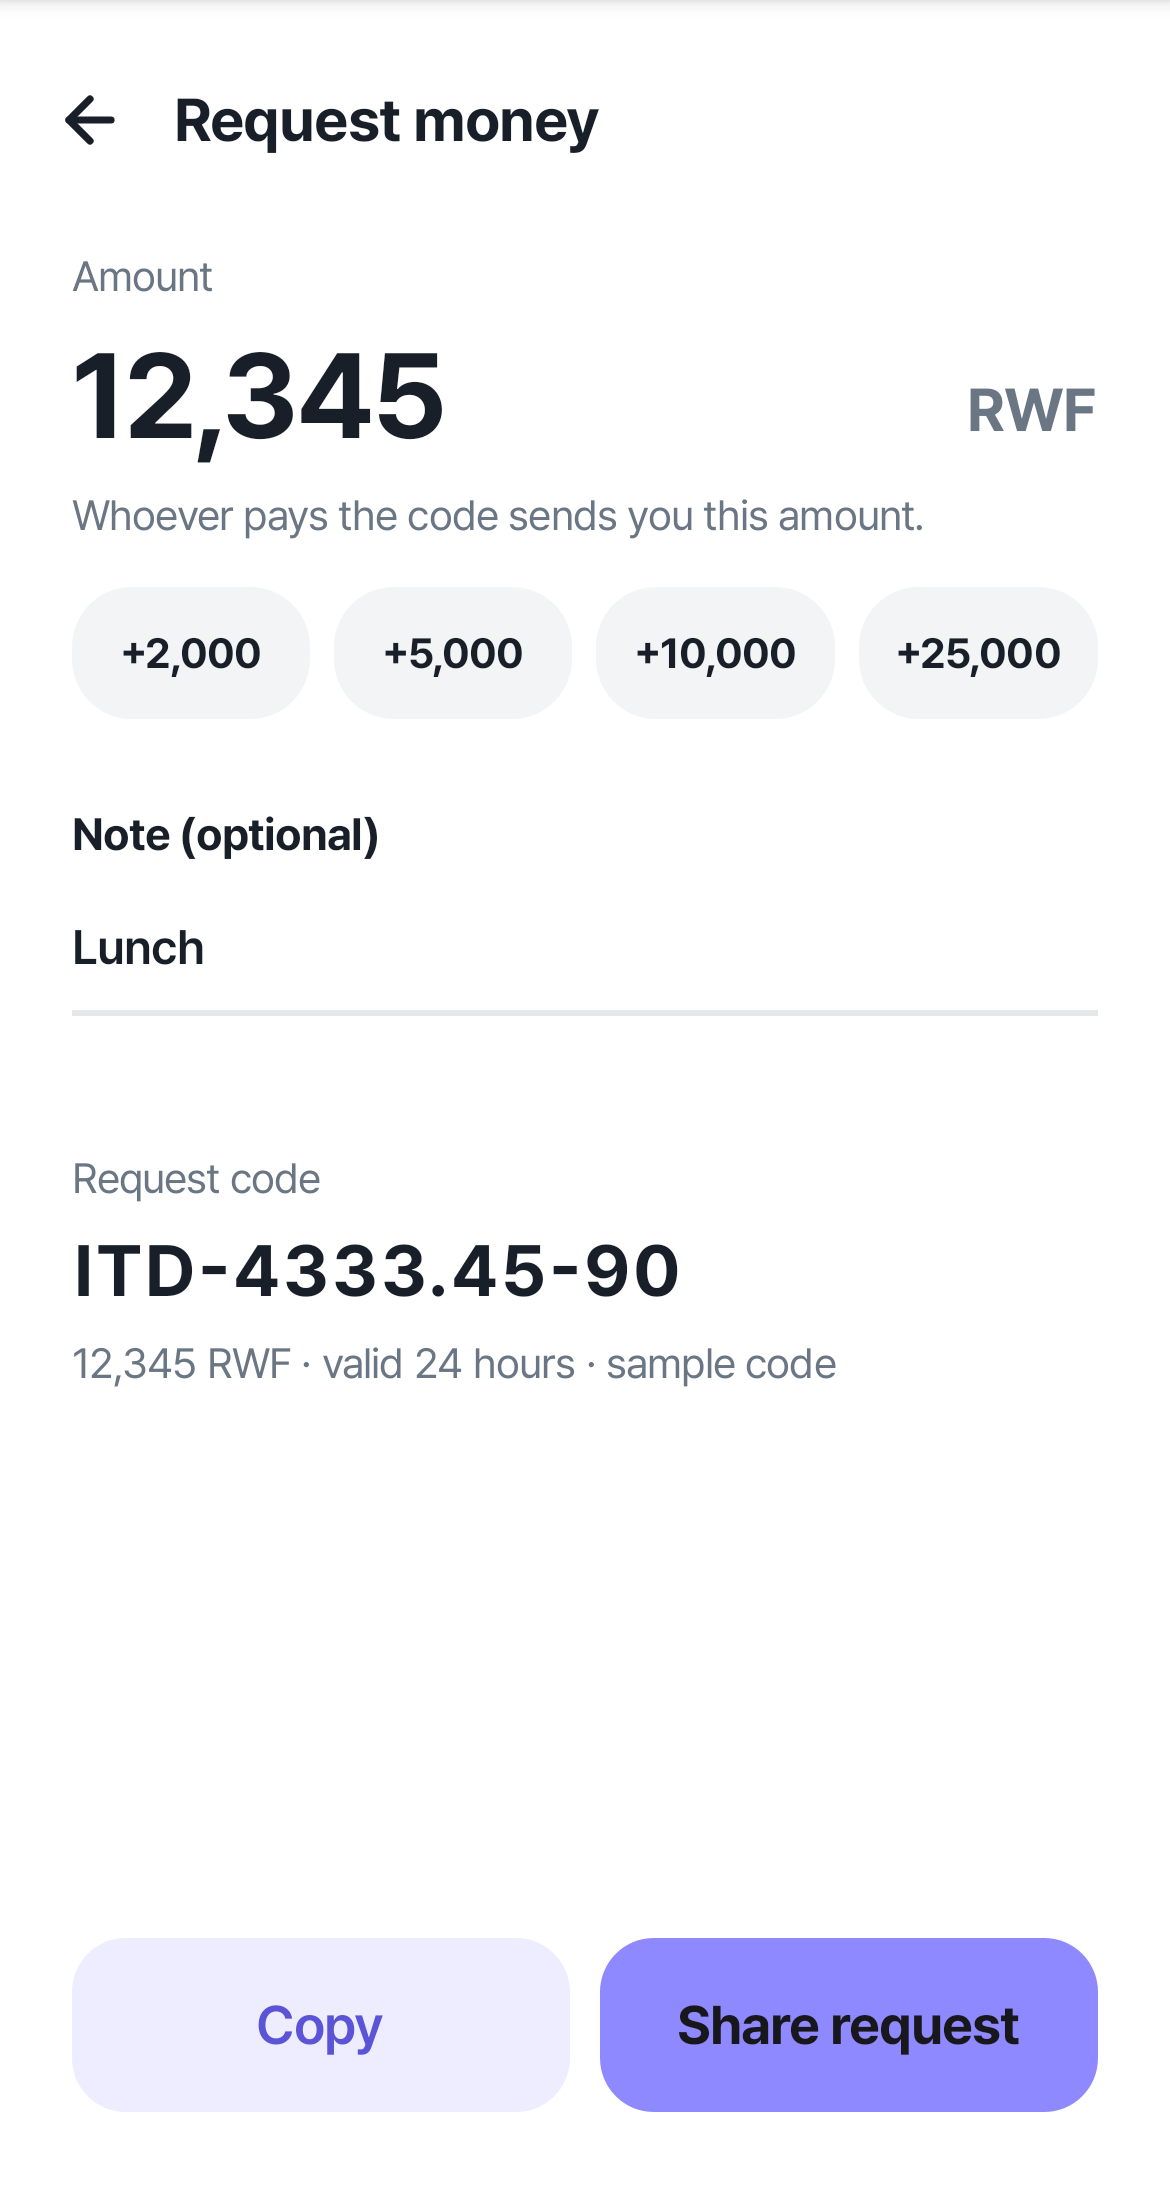 Request money
Amount
12,345 RWF
Whoever pays the code sends you this amount.
+2,000 +5,000 +10,000 +25,000
Note (optional)
Lunch
Request code
ITD-4333.45-90
12,345 RWF · valid 24 hours · sample code
Copy Share request